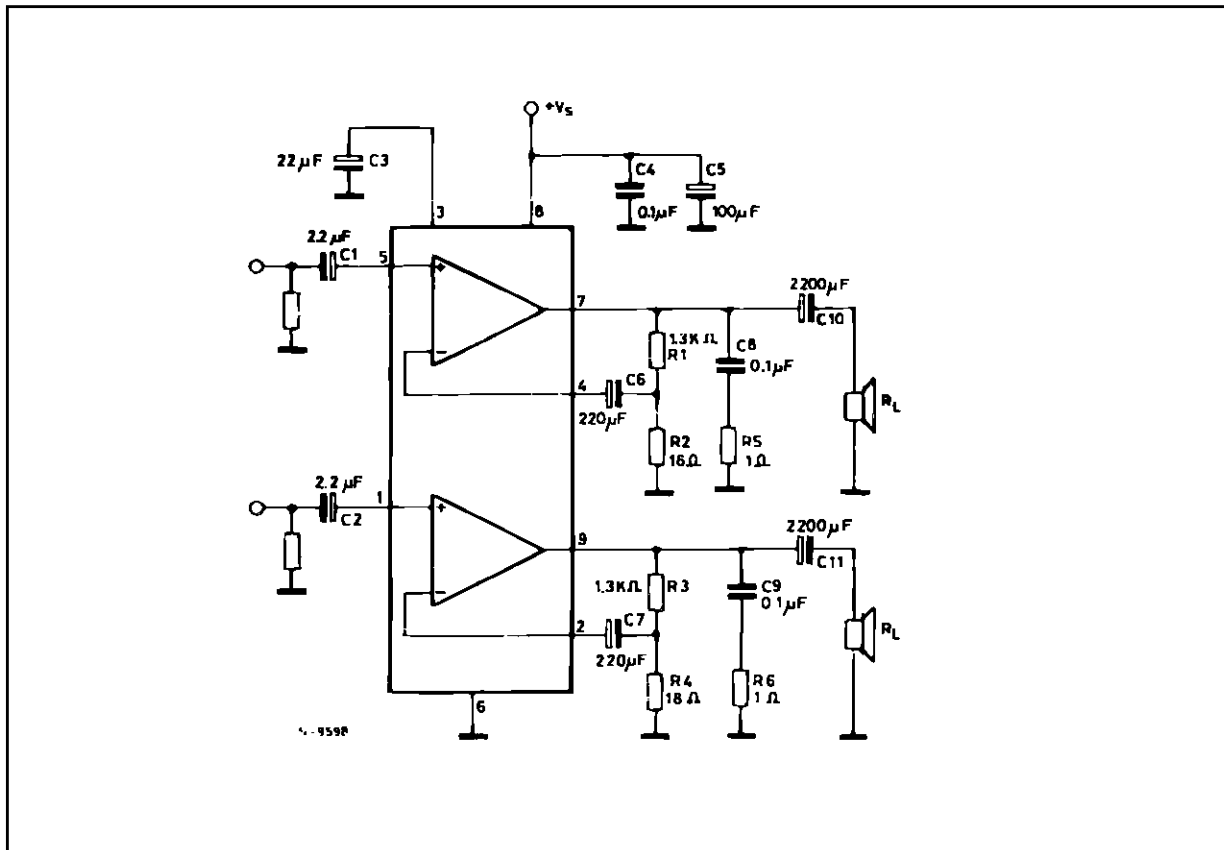 +Vs
22µF
C3
C4
C5
0.1µF
100µF
3
8
2.2µF
C1
5
2200µF
C10
7
1.3KΩ
R1
C8
0.1µF
4
C6
220µF
RL
R2
R5
1Ω
2.2µF
C2
1
2200µF
C11
9
1.3KΩ
R3
C9
0.1µF
2
C7
220µF
RL
R4
18Ω
R6
1Ω
6
+
−
+
−